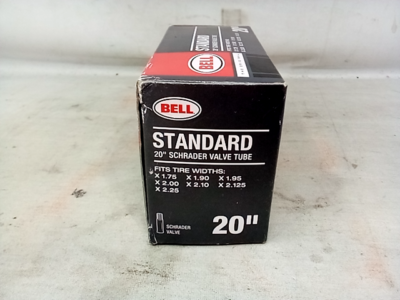 BELL
STANDARD
BELL
STANDARD
20" SCHRADER VALVE TUBE
FITS TIRE WIDTHS:
X 1.75 X 1.90 X 1.95
X 2.00 X 2.10 X 2.125
X 2.25
SCHRADER
VALVE
20"